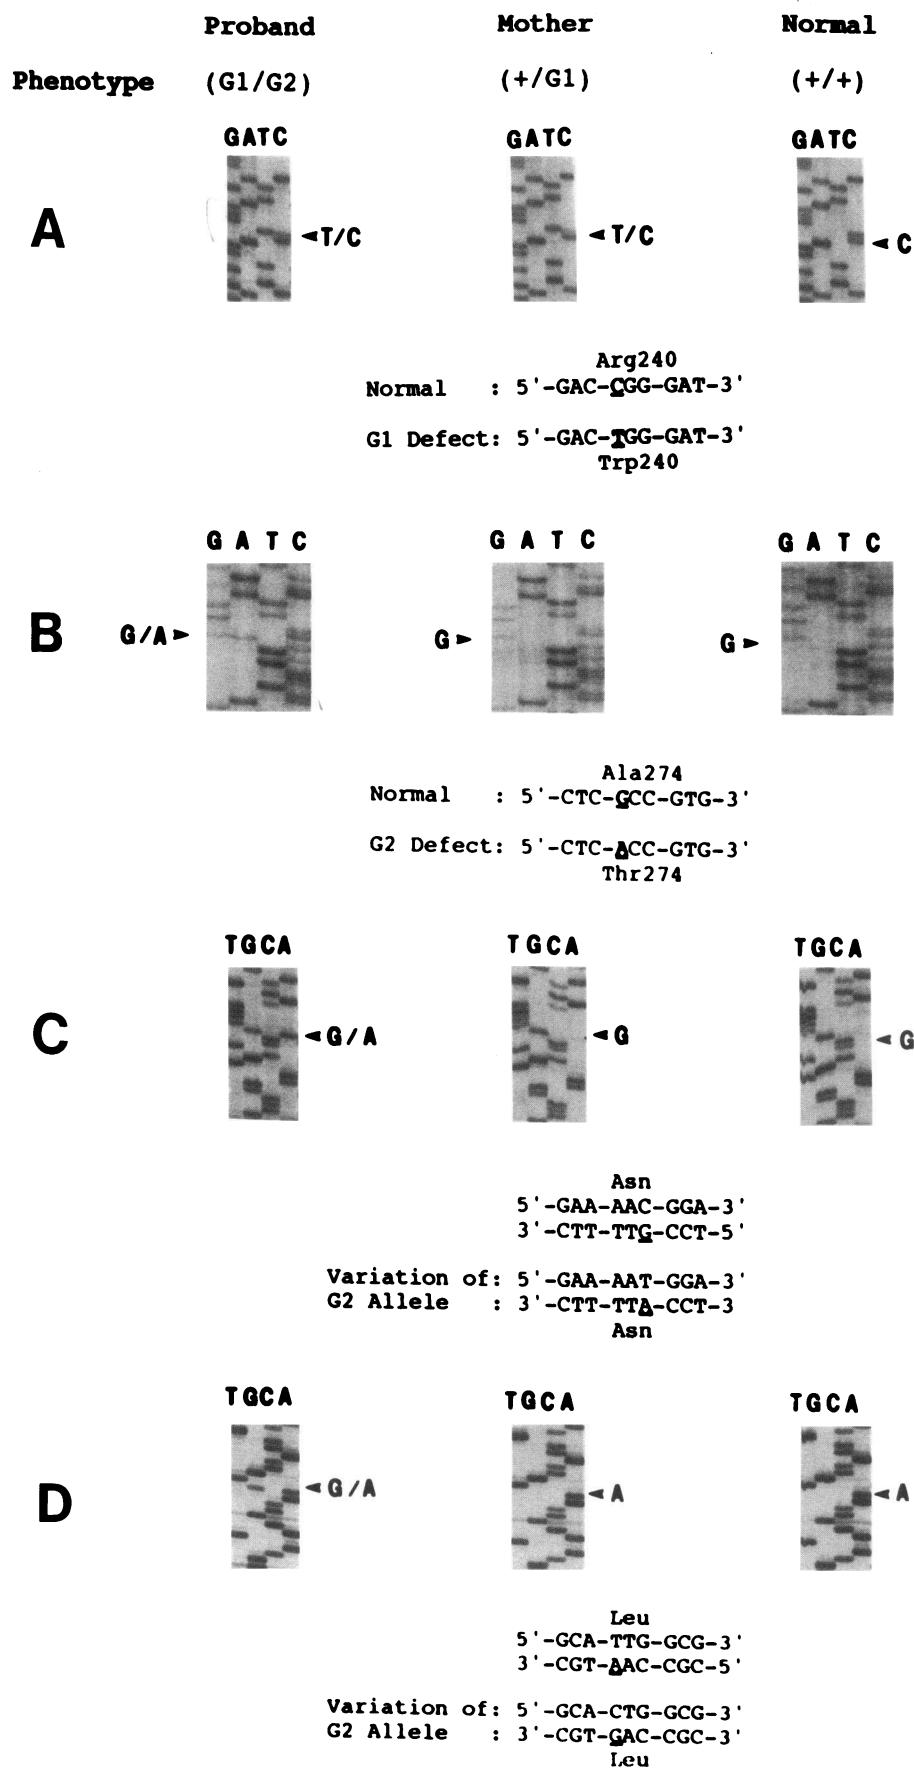 Proband Mother Normal
Phenotype (G1/G2) (+/G1) (+/+)
GATC GATC GATC
A ◄T/C ◄T/C ◄C
Arg240
Normal : 5'-GAC-CGG-GAT-3'
G1 Defect: 5'-GAC-TGG-GAT-3'
Trp240
G A T C G A T C G A T C
B G/A► G► G►
Ala274
Normal : 5'-CTC-GCC-GTG-3'
G2 Defect: 5'-CTC-ACC-GTG-3'
Thr274
TGCA TGCA TGCA
C ◄G/A ◄G ◄G
Asn
5'-GAA-AAC-GGA-3'
3'-CTT-TTG-CCT-5'
Variation of: 5'-GAA-AAT-GGA-3'
G2 Allele : 3'-CTT-TTA-CCT-3
Asn
TGCA TGCA TGCA
D ◄G/A ◄A ◄A
Leu
5'-GCA-TTG-GCG-3'
3'-CGT-AAC-CGC-5'
Variation of: 5'-GCA-CTG-GCG-3'
G2 Allele : 3'-CGT-GAC-CGC-3'
Leu